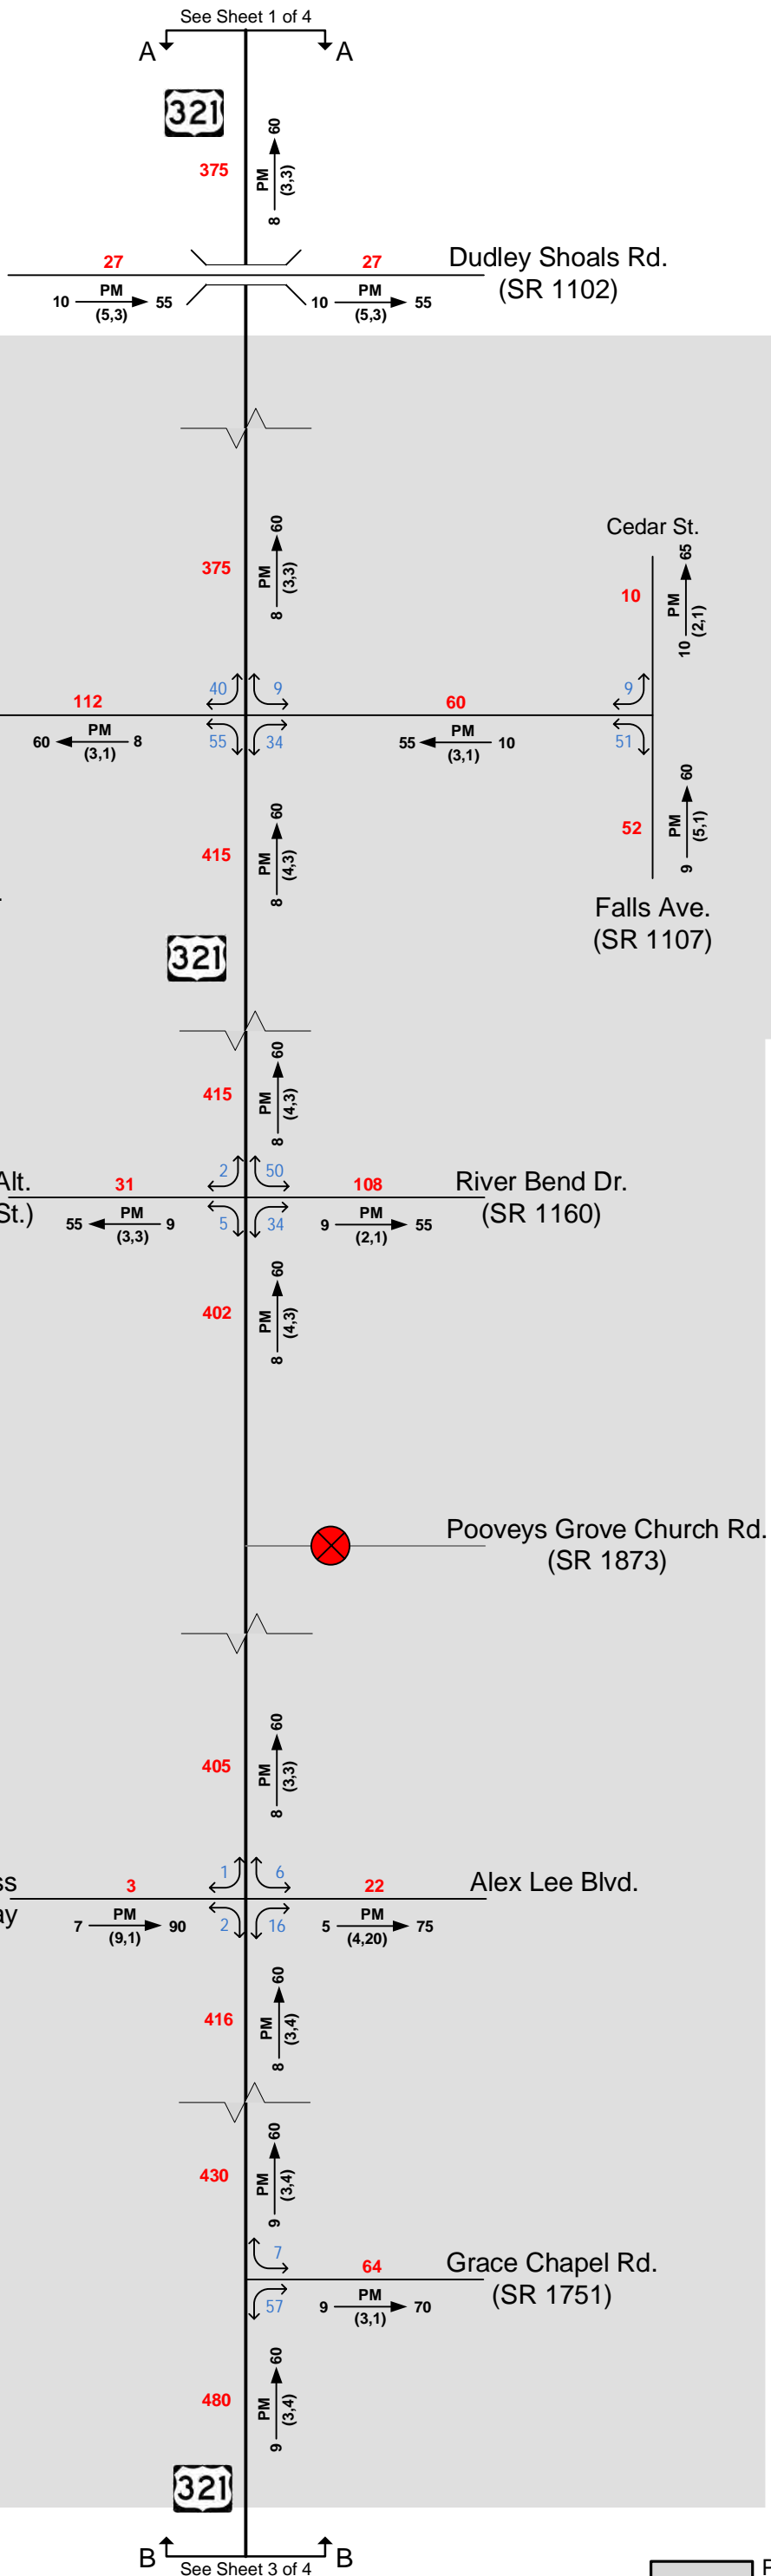 See Sheet 1 of 4
A A
321
375
8 PM 60
(3,3)
27 27
Dudley Shoals Rd.
(SR 1102)
10 PM 55
(5,3)
10 PM 55
(5,3)
375
8 PM 60
(3,3)
Cedar St.
10
10 PM 65
(2,1)
40 9
112 60
9
55 34
51
60 PM 8
(3,1)
55 PM 10
(3,1)
415
8 PM 60
(4,3)
52
9 PM 60
(5,1)
Falls Ave.
(SR 1107)
321
415
8 PM 60
(4,3)
Alt.
St.)
31
2 50
108
River Bend Dr.
(SR 1160)
55 PM 9
(3,3)
5 34
9 PM 55
(2,1)
402
8 PM 60
(4,3)
Pooveys Grove Church Rd.
(SR 1873)
405
8 PM 60
(3,3)
ss
ay
3
1 6
22
Alex Lee Blvd.
7 PM 90
(9,1)
2 16
5 PM 75
(4,20)
416
8 PM 60
(3,4)
430
9 PM 60
(3,4)
7
64
Grace Chapel Rd.
(SR 1751)
57
9 PM 70
(3,1)
480
9 PM 60
(3,4)
321
B B
See Sheet 3 of 4